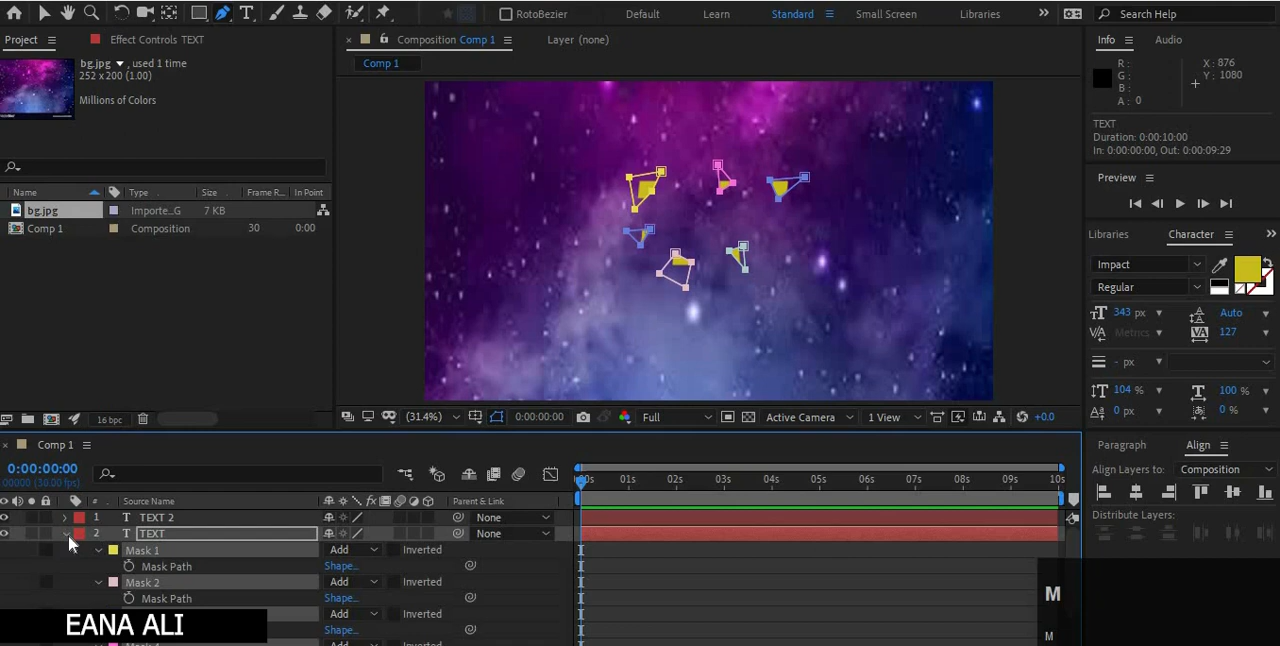 RotoBezier Default Learn Standard Small Screen Libraries Search Help
Project Effect Controls TEXT
Composition Comp 1 Layer (none)
Info Audio
Comp 1
bg.jpg , used 1 time
252 x 200 (1.00)
Millions of Colors
R :
G :
B :
A : 0
X : 876
Y : 1080
TEXT
Duration: 0:00:10:00
In: 0:00:00:00, Out: 0:00:09:29
Preview
Name Type Size Frame R... In Point
bg.jpg Importe...G 7 KB
Comp 1 Composition 30 0:00
Libraries Character
Impact
Regular
343 px Auto
Metrics 127
- px
104 % 100 %
0 px 0 %
16 bpc
(31.4%) 0:00:00:00 Full Active Camera 1 View +0.0
Paragraph Align
Align Layers to: Composition
Distribute Layers:
Comp 1
0:00:00:00
00000 (30.00 fps)
00s 01s 02s 03s 04s 05s 06s 07s 08s 09s 10s
# Source Name fx Parent & Link
1 T TEXT 2 None
2 T TEXT None
Mask 1 Add Inverted
Mask Path Shape...
Mask 2 Add Inverted
Mask Path Shape...
Add Inverted
Shape...
Inverted
EANA ALI
M
M